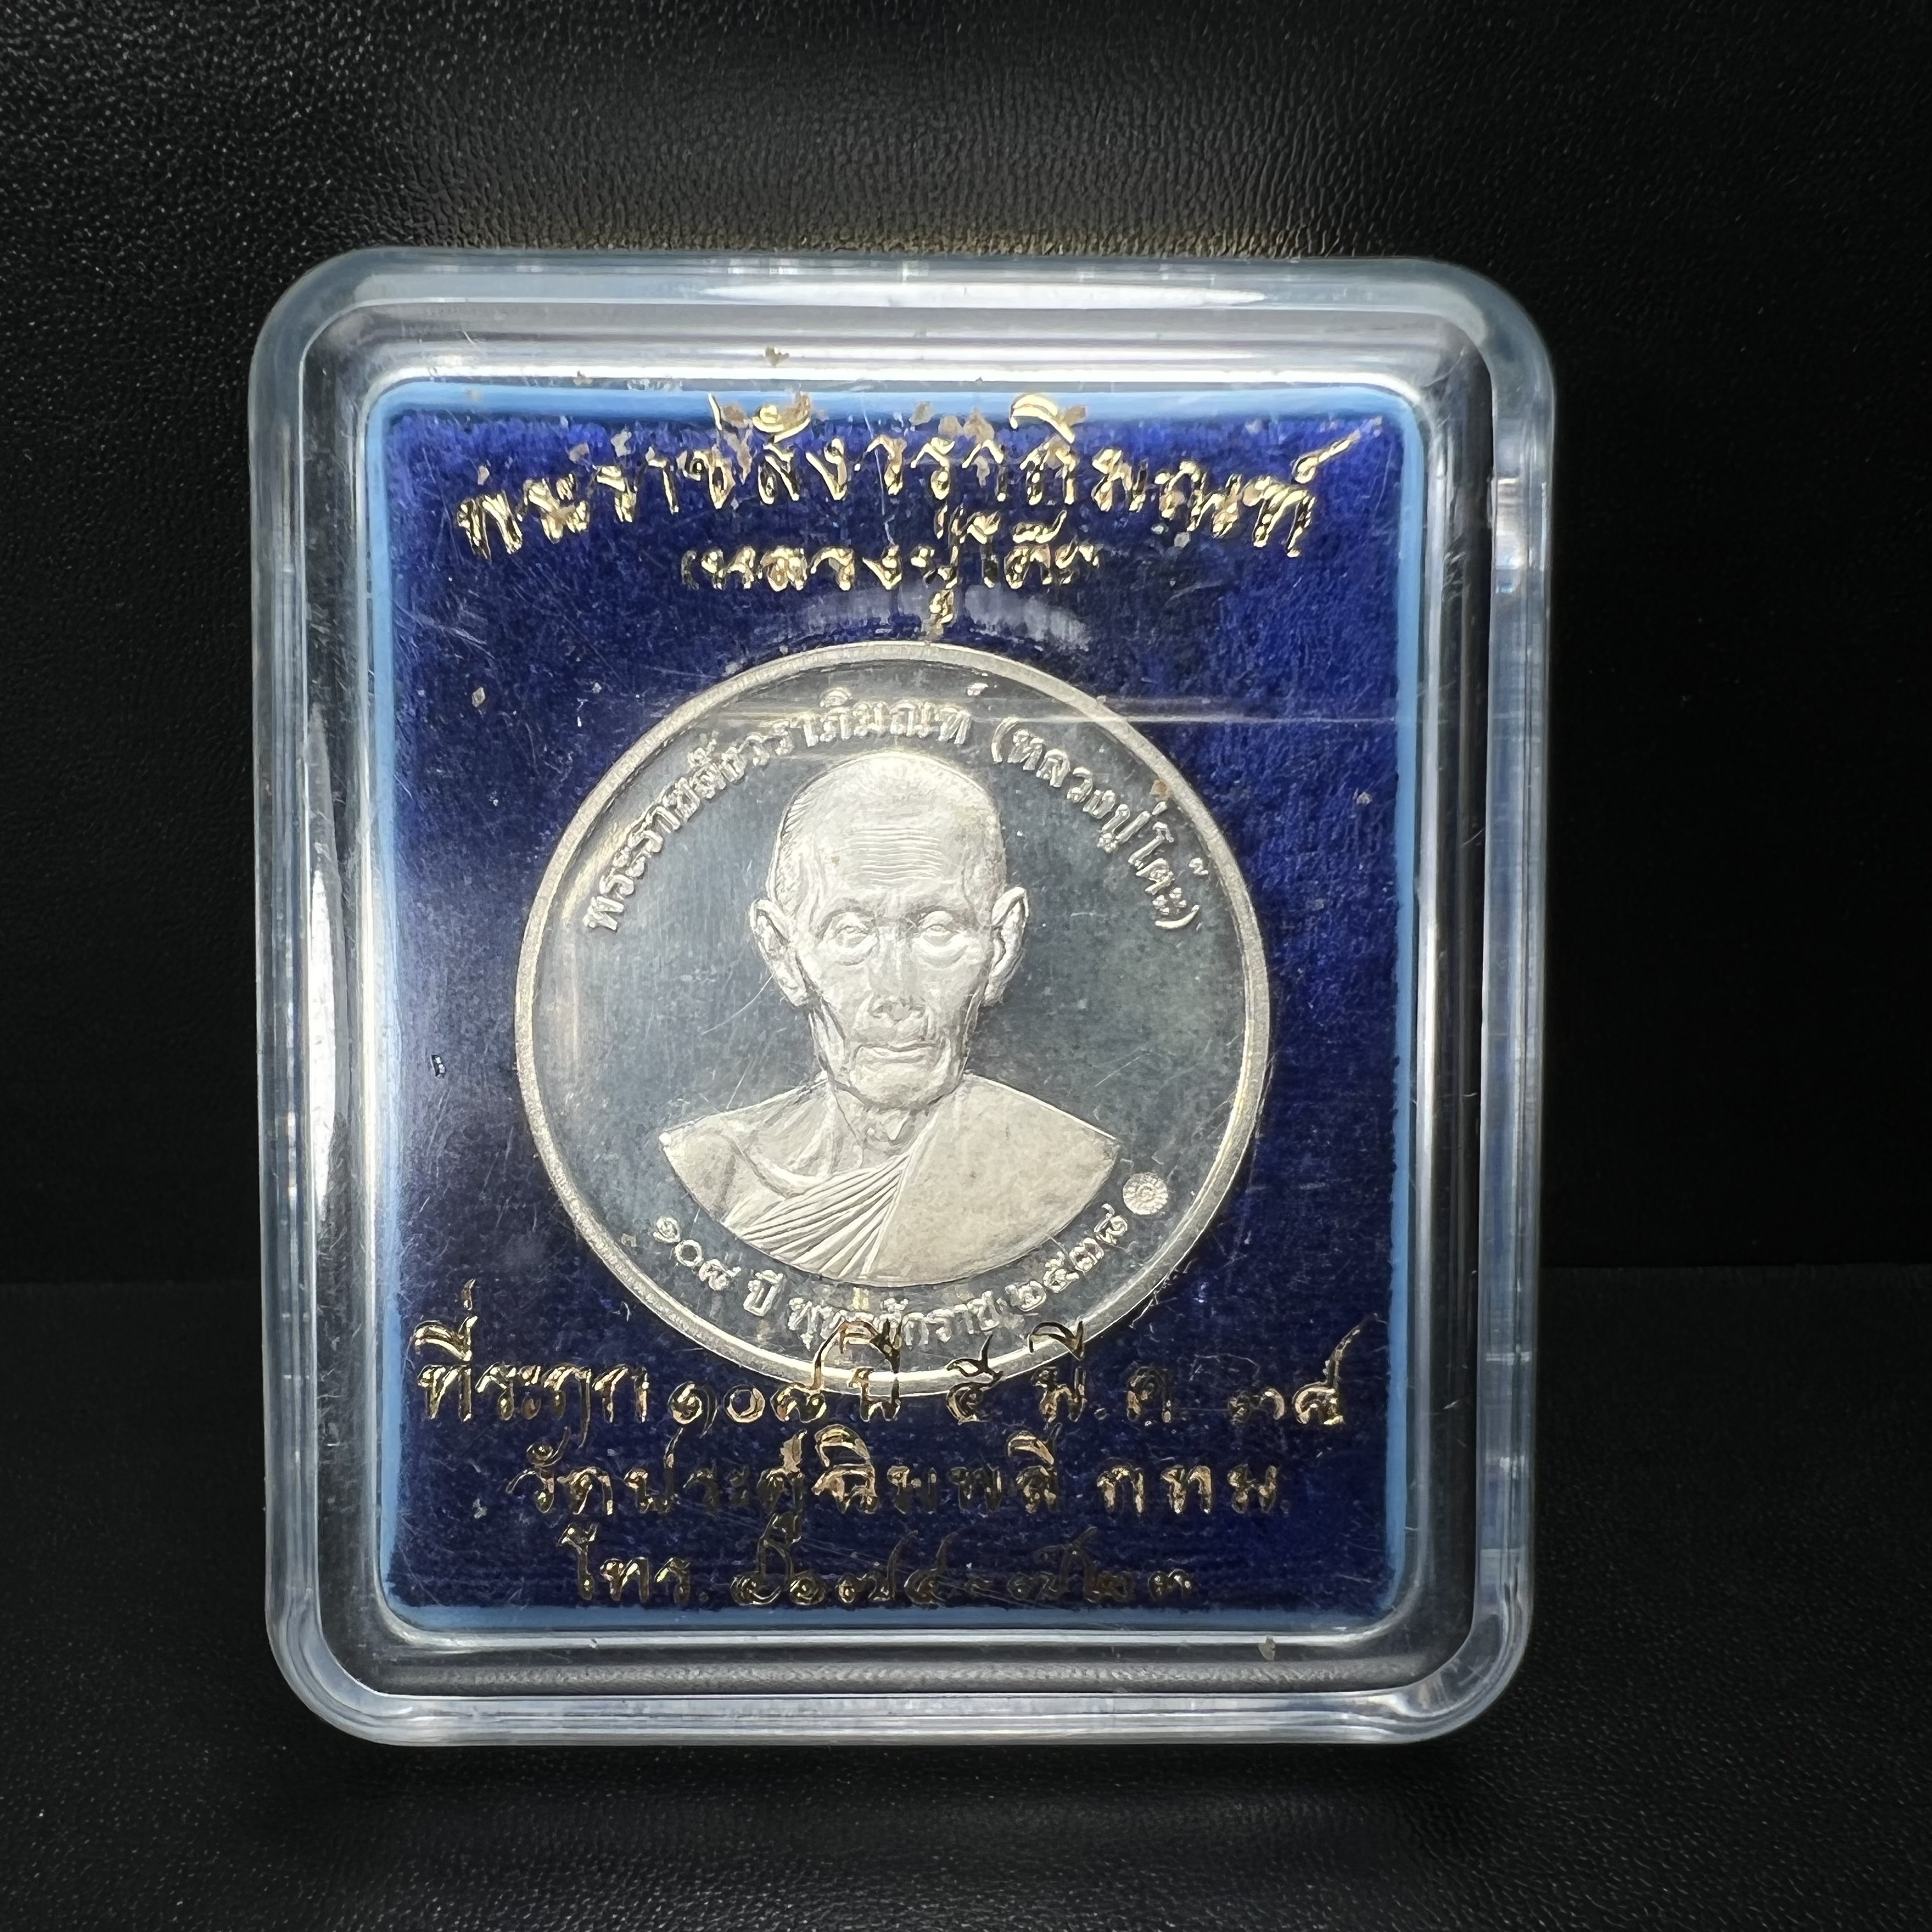 พระราชสังวราภิมณฑ์
(หลวงปู่โต๊ะ)
พระราชสังวราภิมณฑ์ (หลวงปู่โต๊ะ)
๑๐๘ ปี พุทธศักราช ๒๕๓๘
ที่ระฤก ๑๐๘ ปี ๕ มี.ค. ๓๘
วัดประดู่ฉิมพลี กทม
โทร.